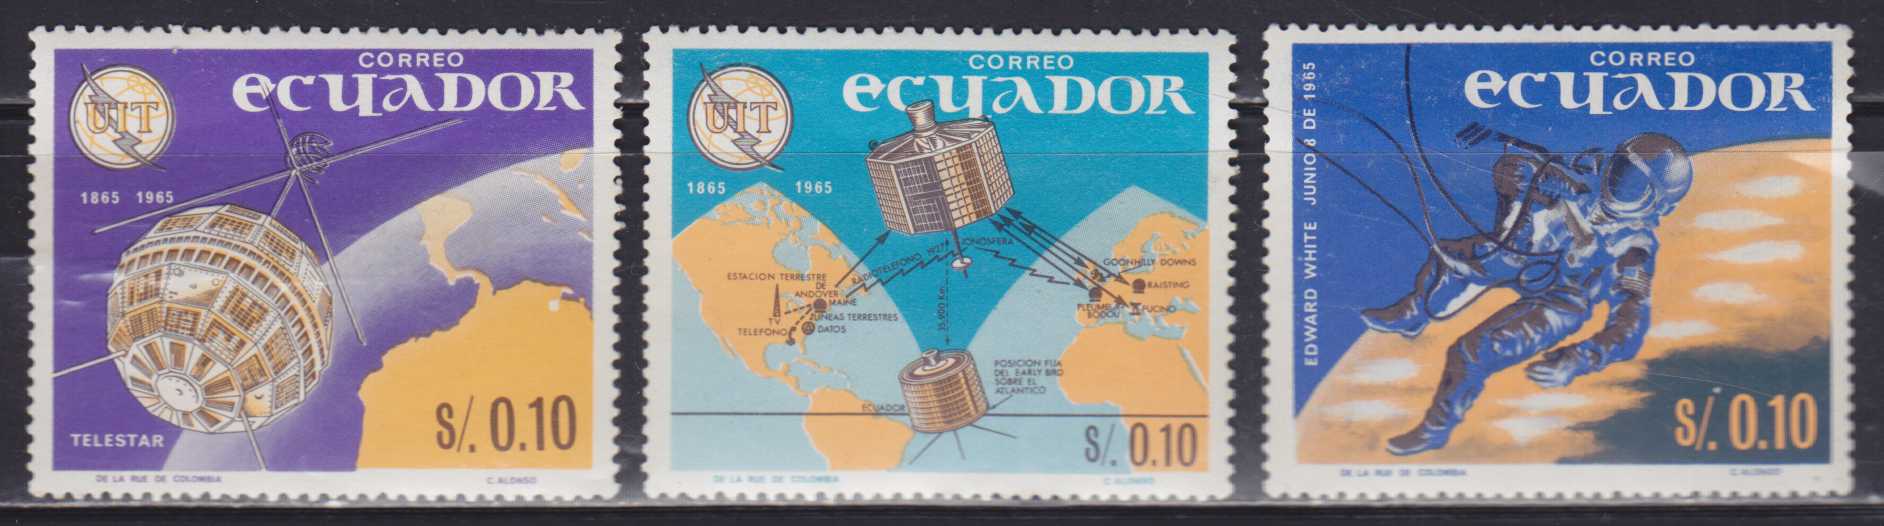 CORREO
ECUADOR
UIT
1865 1965
TELESTAR
S/. 0.10
DE LA RUE DE COLOMBIA
C. ALONSO
CORREO
ECUADOR
UIT
1865 1965
RADIOTELEFONO 1927
IONOSFERA
ESTACION TERRESTRE
DE
ANDOVER
MAINE
TV
LINEAS TERRESTRES
TELEFONO
DATOS
GOONHILLY DOWNS
RAISTING
PLEUMEUR
BODOU
FUCINO
35.900 Km.
POSICION FIJA
DEL EARLY BIRD
SOBRE EL
ATLANTICO
ECUADOR
S/. 0.10
DE LA RUE DE COLOMBIA
C. ALONSO
CORREO
ECUADOR
EDWARD WHITE JUNIO 8 DE 1965
S/. 0.10
DE LA RUE DE COLOMBIA
C. ALONSO